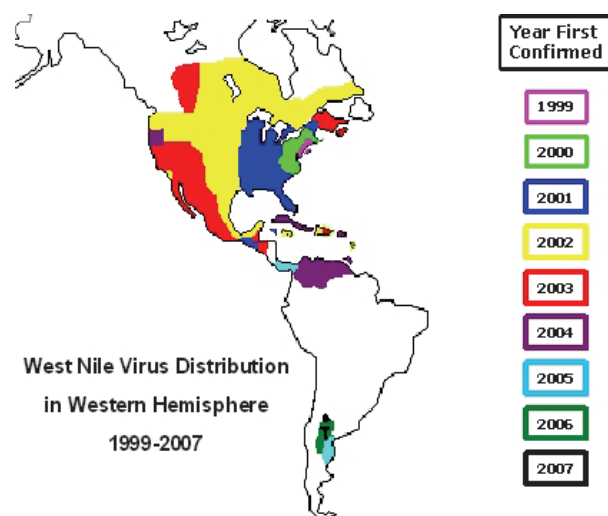 Year First
Confirmed
1999
2000
2001
2002
2003
2004
2005
2006
2007
West Nile Virus Distribution
in Western Hemisphere
1999-2007